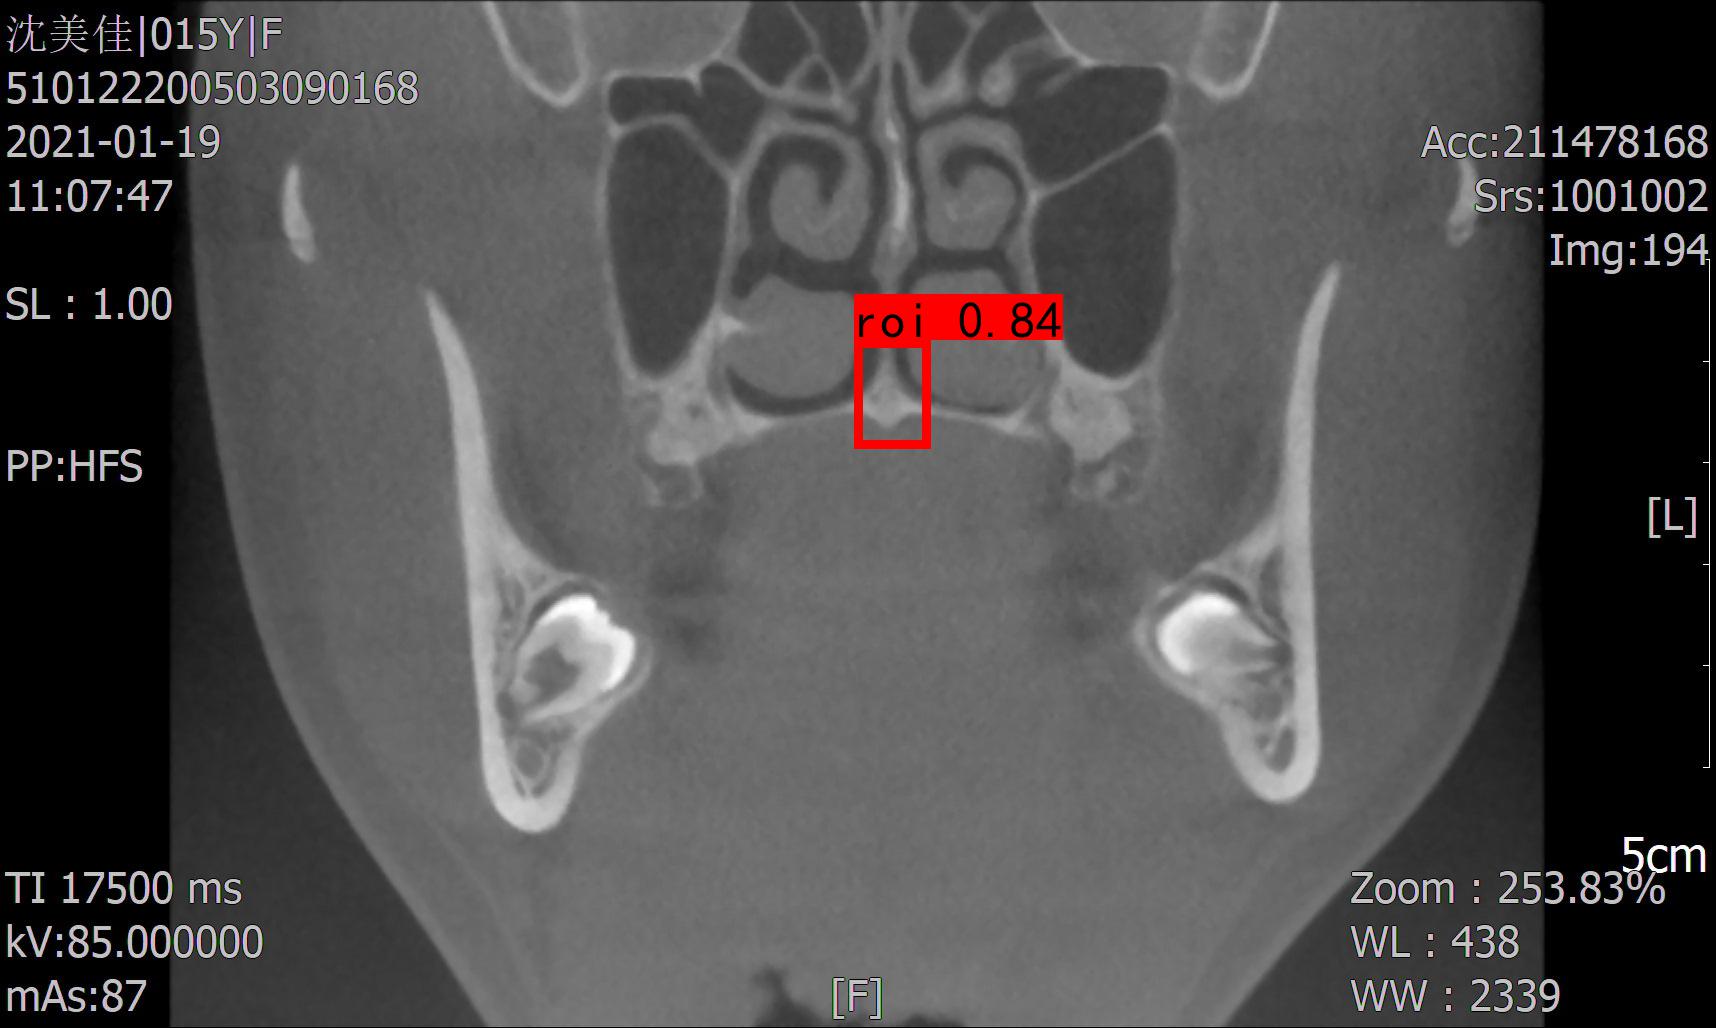 沈美佳|015Y|F
510122200503090168
2021-01-19
11:07:47
SL : 1.00
PP:HFS
TI 17500 ms
kV:85.000000
mAs:87
roi 0.84
[F]
Acc:211478168
Srs:1001002
Img:194
[L]
5cm
Zoom : 253.83%
WL : 438
WW : 2339